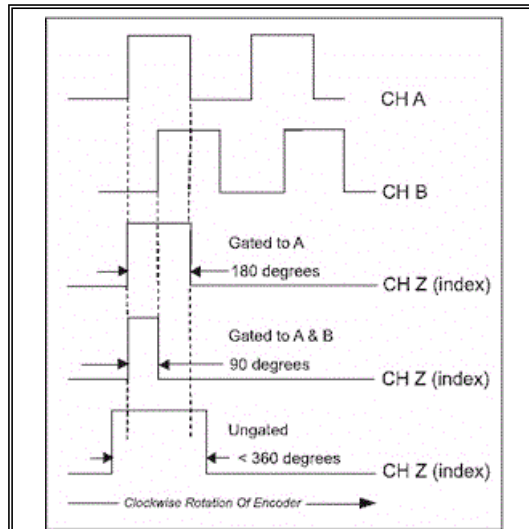 CH A
CH B
Gated to A
180 degrees
CH Z (index)
Gated to A & B
90 degrees
CH Z (index)
Ungated
< 360 degrees
CH Z (index)
Clockwise Rotation Of Encoder